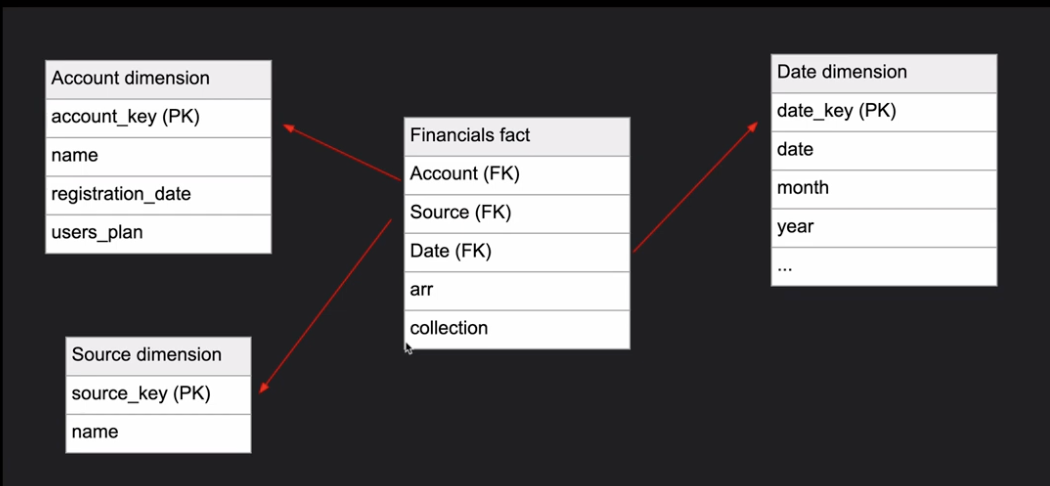 Account dimension
account_key (PK)
name
registration_date
users_plan
Source dimension
source_key (PK)
name
Financials fact
Account (FK)
Source (FK)
Date (FK)
arr
collection
Date dimension
date_key (PK)
date
month
year
...